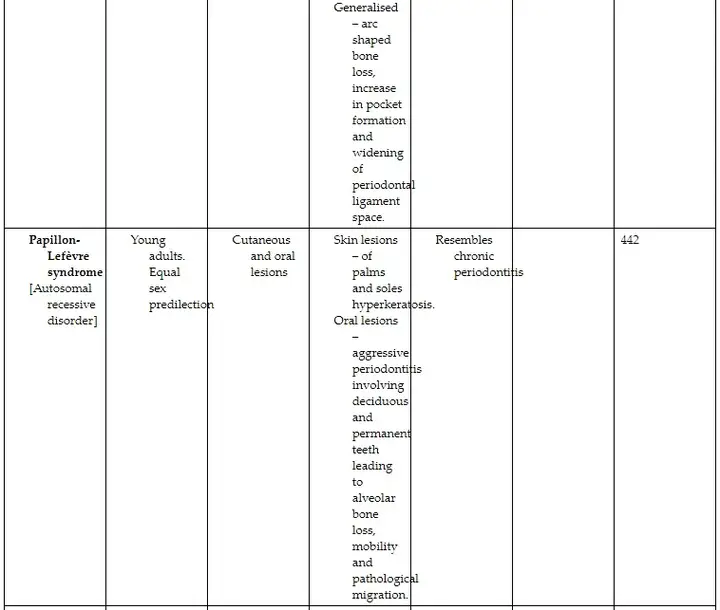 Generalised
– arc
shaped
bone
loss,
increase
in pocket
formation
and
widening
of
periodontal
ligament
space.
Papillon-
Lefèvre
syndrome
[Autosomal
recessive
disorder]
Young
adults.
Equal
sex
predilection
Cutaneous
and oral
lesions
Skin lesions
– of
palms
and soles
hyperkeratosis.
Oral lesions
–
aggressive
periodontitis
involving
deciduous
and
permanent
teeth
leading
to
alveolar
bone
loss,
mobility
and
pathological
migration.
Resembles
chronic
periodontitis
442